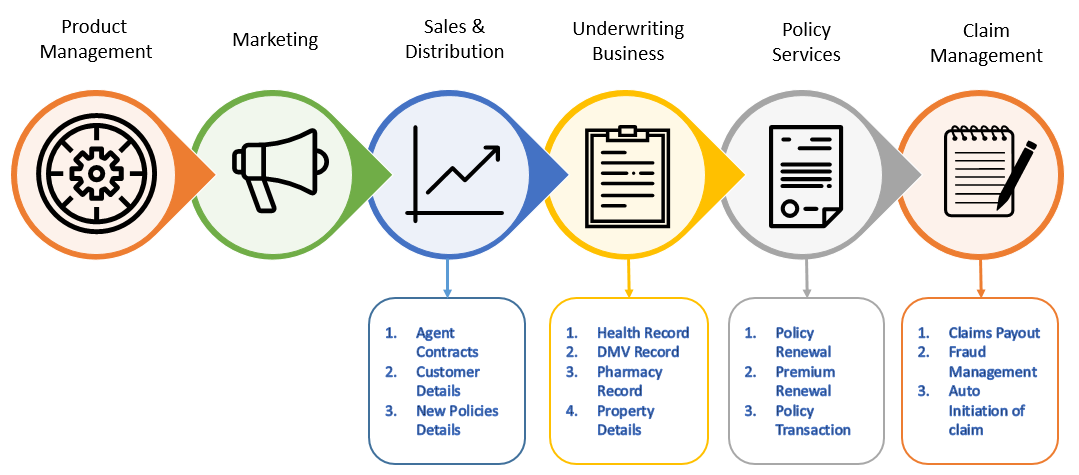 Product
Management
Marketing
Sales &
Distribution
Underwriting
Business
Policy
Services
Claim
Management
1. Agent
Contracts
2. Customer
Details
3. New Policies
Details
1. Health Record
2. DMV Record
3. Pharmacy
Record
4. Property
Details
1. Policy
Renewal
2. Premium
Renewal
3. Policy
Transaction
1. Claims Payout
2. Fraud
Management
3. Auto
Initiation of
claim